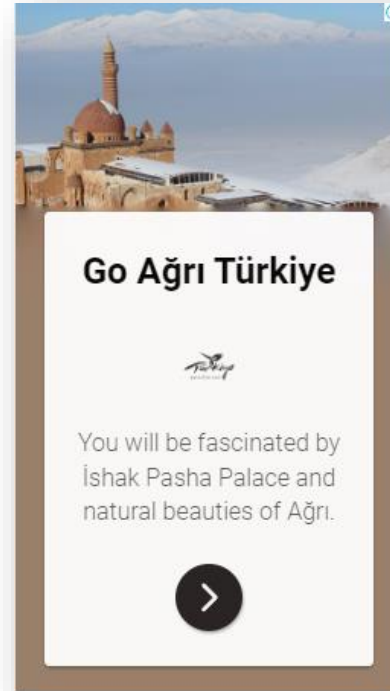 Go Ağrı Türkiye
Türkiye
You will be fascinated by
İshak Pasha Palace and
natural beauties of Ağrı.